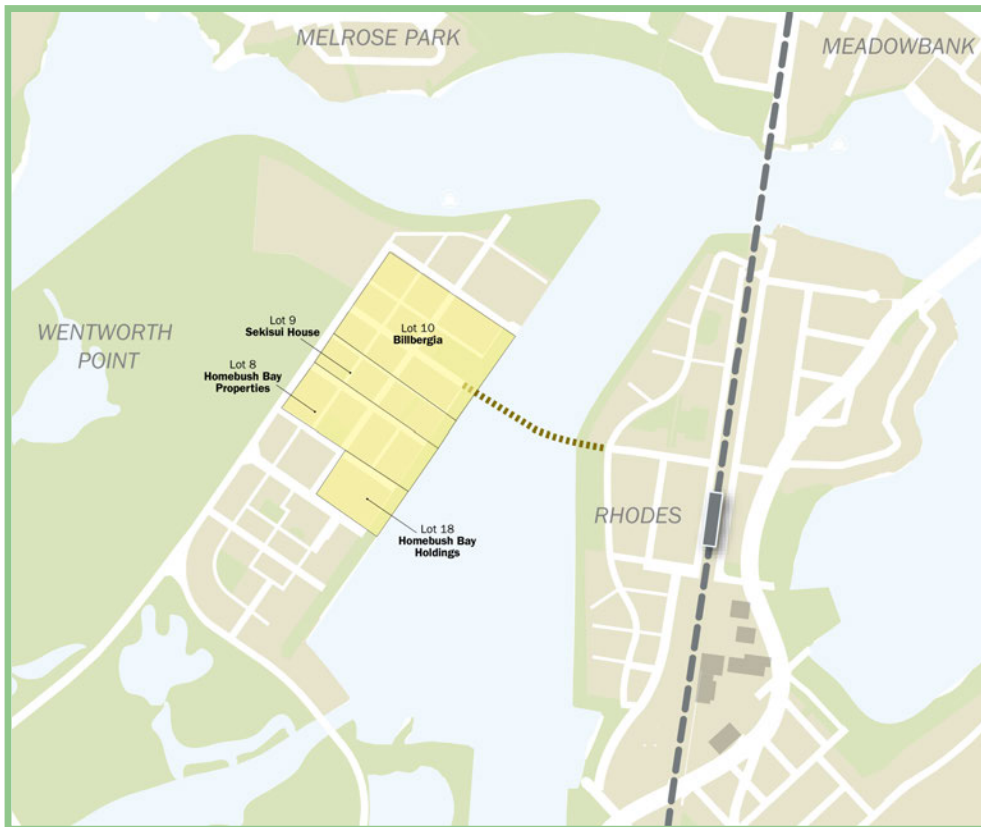 MELROSE PARK
MEADOWBANK
WENTWORTH
POINT
Lot 9
Sekisui House
Lot 10
Billbergia
Lot 8
Homebush Bay
Properties
RHODES
Lot 18
Homebush Bay
Holdings